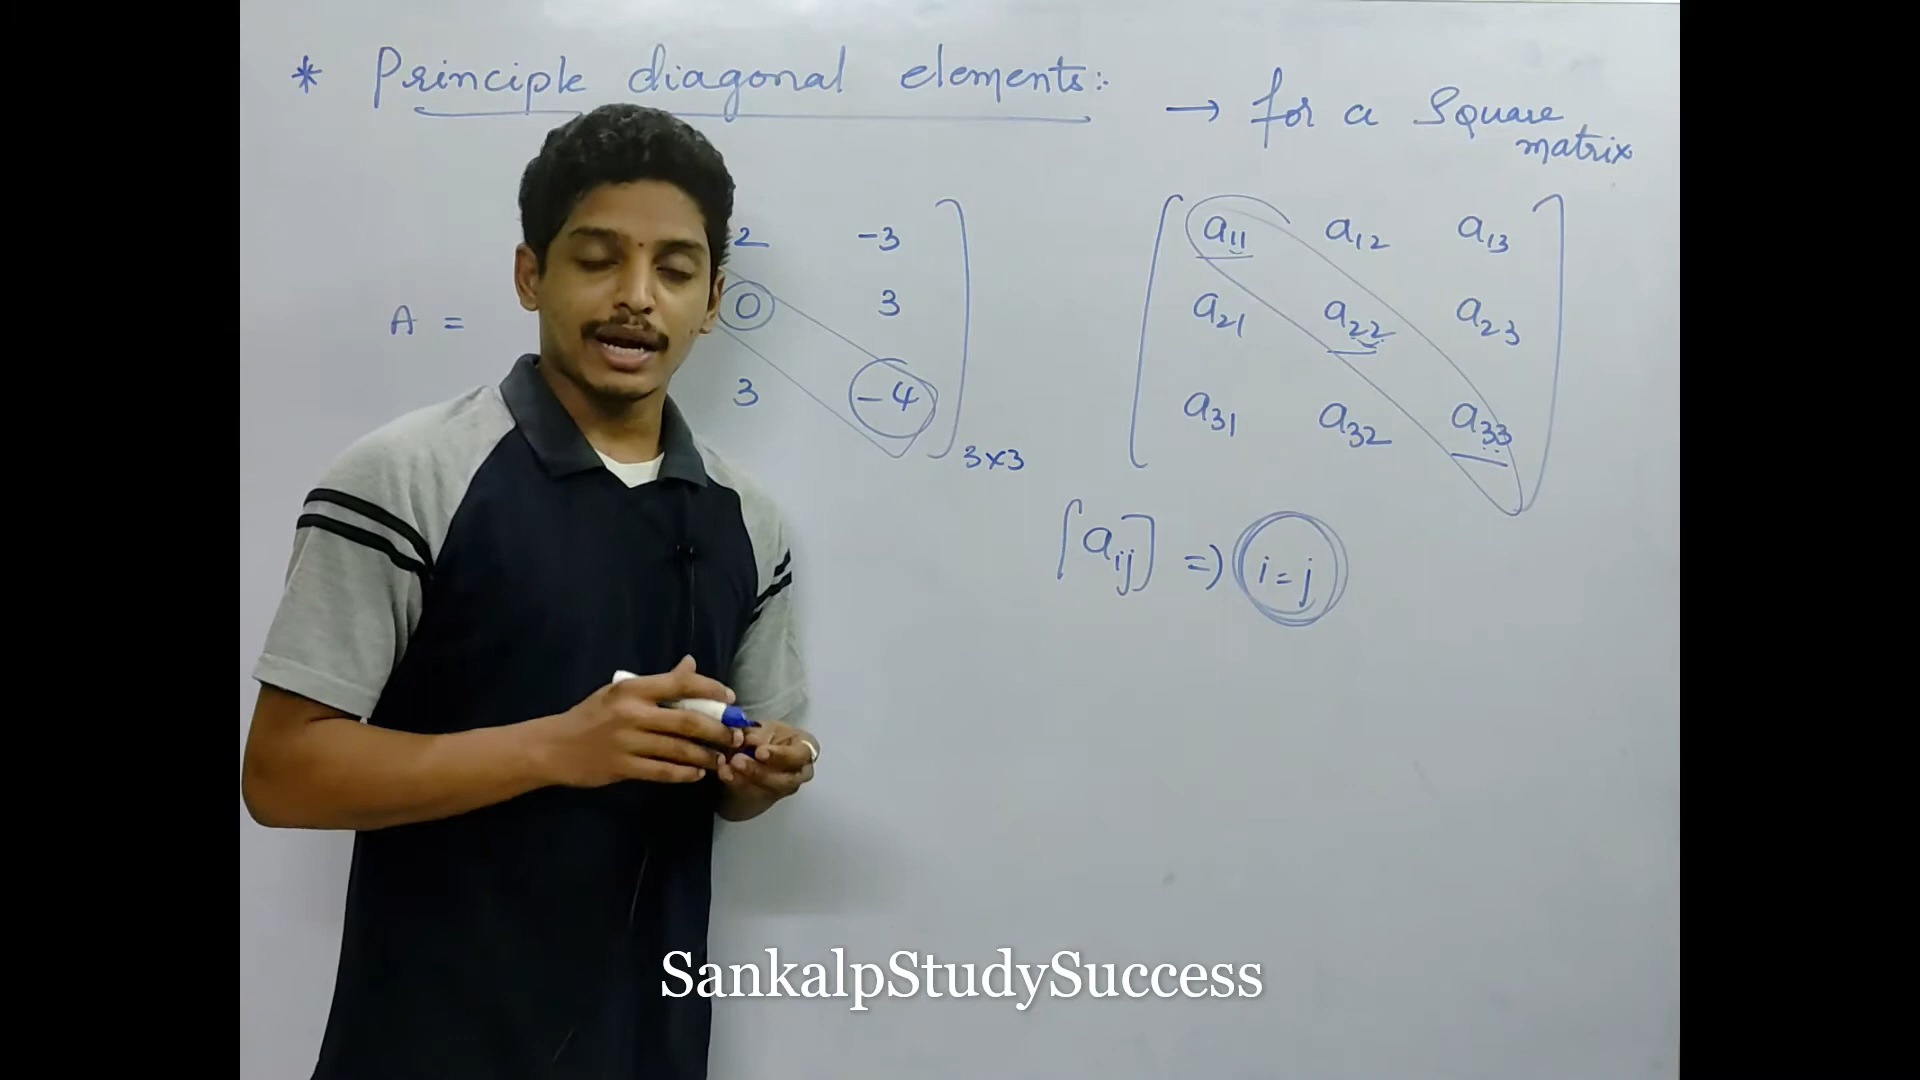 * Principle diagonal elements:
→ for a Square
matrix
2 -3
A = 0 3
3 -4
3×3
a11 a12 a13
a21 a22 a23
a31 a32 a33
[aij] => i=j
SankalpStudySuccess